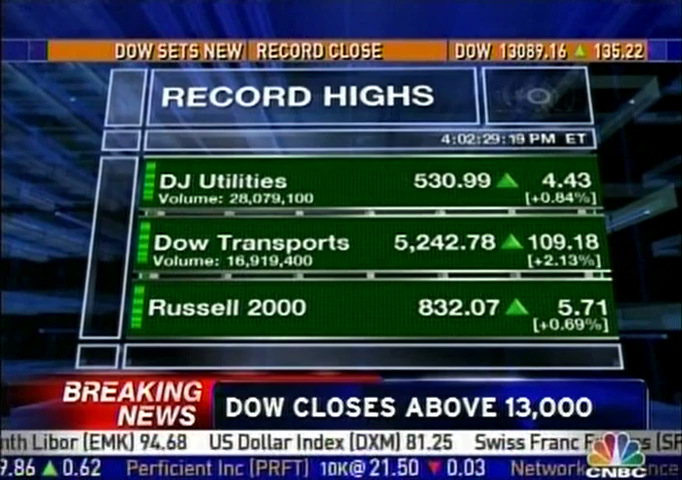 DOW SETS NEW RECORD CLOSE DOW 13089.16 ▲ 135.22
RECORD HIGHS
4:02:29:19 PM ET
DJ Utilities 530.99 ▲ 4.43
Volume: 28,079,100 [+0.84%]
Dow Transports 5,242.78 ▲ 109.18
Volume: 16,919,400 [+2.13%]
Russell 2000 832.07 ▲ 5.71
[+0.69%]
BREAKING
NEWS
DOW CLOSES ABOVE 13,000
nth Libor (EMK) 94.68 US Dollar Index (DXM) 81.25 Swiss Franc (S
9.86 ▲ 0.62 Perficient Inc (PRFT) 10K@21.50 ▼ 0.03 Network
CNBC